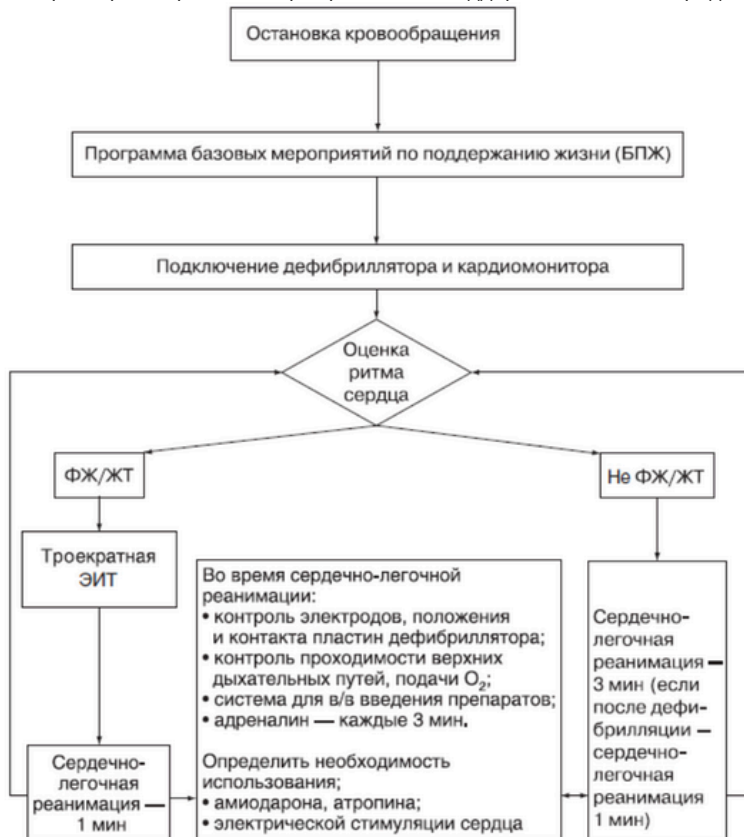 Остановка кровообращения
Программа базовых мероприятий по поддержанию жизни (БПЖ)
Подключение дефибриллятора и кардиомонитора
Оценка
ритма
сердца
ФЖ/ЖТ
Не ФЖ/ЖТ
Троекратная
ЭИТ
Во время сердечно-легочной
реанимации:
• контроль электродов, положения
и контакта пластин дефибриллятора;
• контроль проходимости верхних
дыхательных путей, подачи O₂;
• система для в/в введения препаратов;
• адреналин — каждые 3 мин.
Определить необходимость
использования;
• амиодарона, атропина;
• электрической стимуляции сердца
Сердечно-
легочная
реанимация —
3 мин (если
после дефи-
брилляции —
сердечно-
легочная
реанимация
1 мин)
Сердечно-
легочная
реанимация —
1 мин